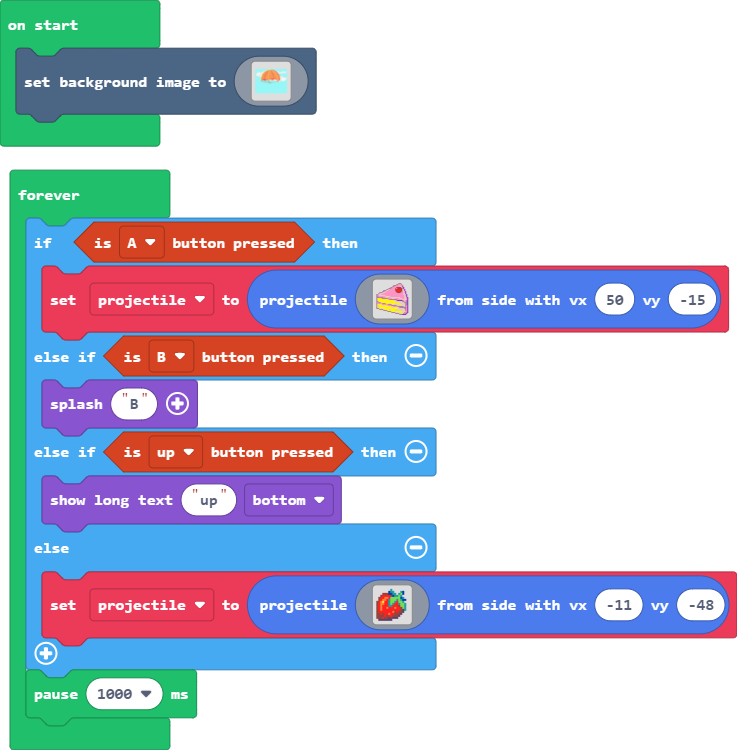 on start
set background image to
forever
if is A button pressed then
set projectile to projectile from side with vx 50 vy -15
else if is B button pressed then
splash "B"
else if is up button pressed then
show long text "up" bottom
else
set projectile to projectile from side with vx -11 vy -48
pause 1000 ms